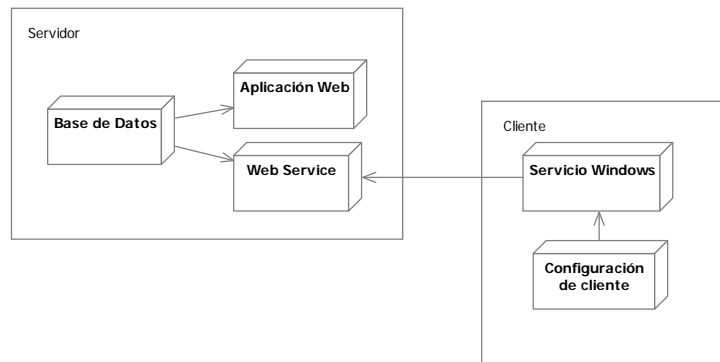 Servidor
Aplicación Web
Base de Datos
Web Service
Cliente
Servicio Windows
Configuración
de cliente